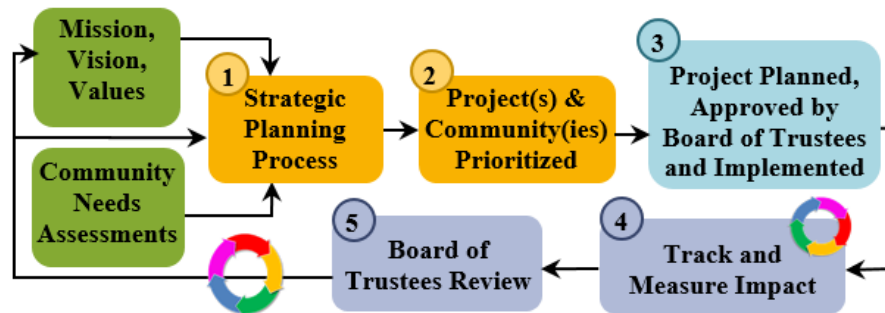 Mission,
Vision,
Values
1
Strategic
Planning
Process
2
Project(s) &
Community(ies)
Prioritized
3
Project Planned,
Approved by
Board of Trustees
and Implemented
Community
Needs
Assessments
5
Board of
Trustees Review
4
Track and
Measure Impact